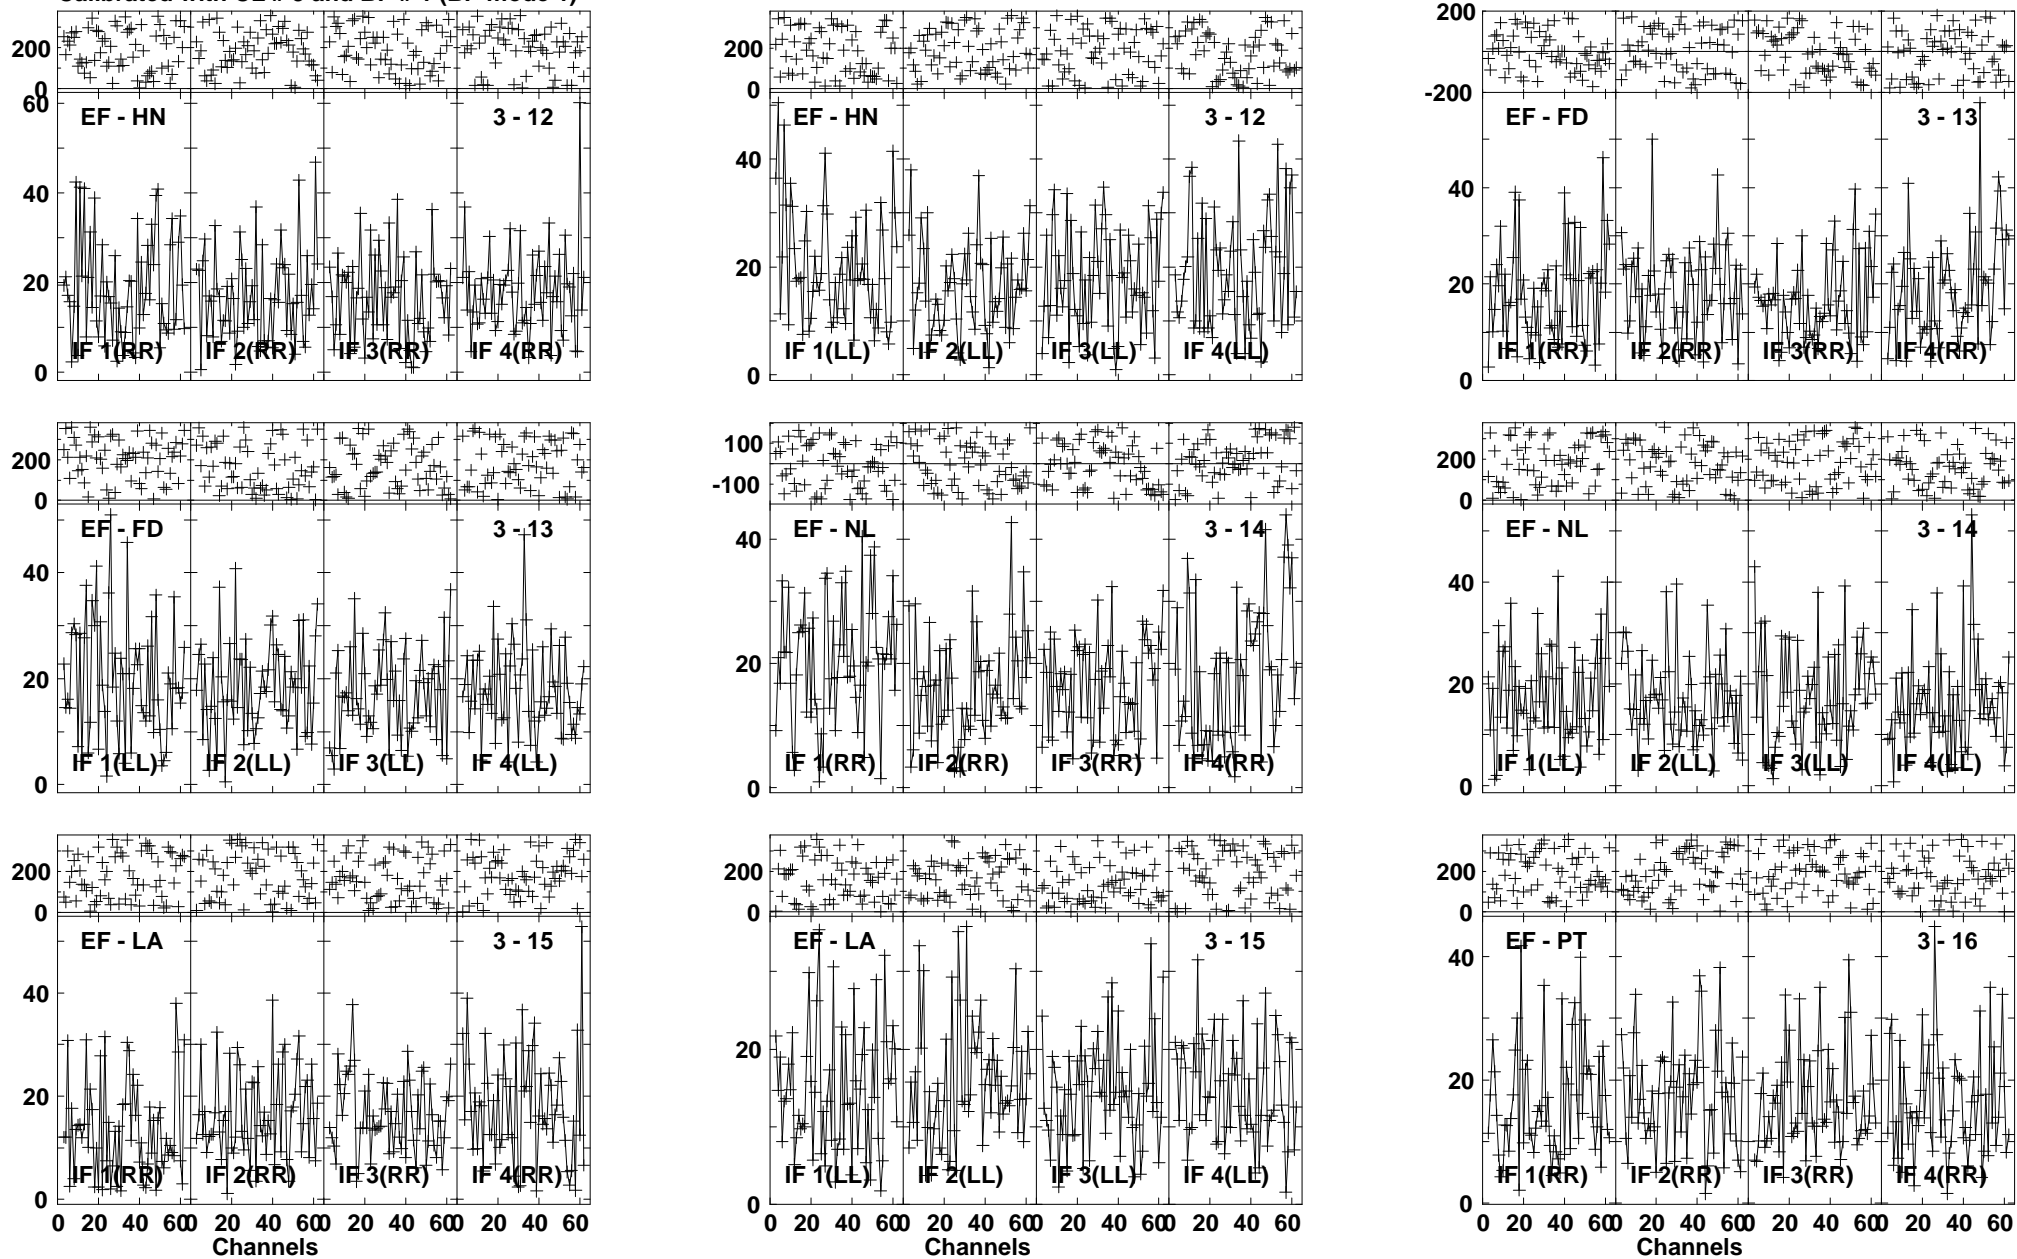 200
0
60
40
20
0
EF - HN
3 - 12
IF 1(RR)
IF 2(RR)
IF 3(RR)
IF 4(RR)
200
0
40
20
0
EF - HN
3 - 12
IF 1(LL)
IF 2(LL)
IF 3(LL)
IF 4(LL)
200
-200
40
20
0
EF - FD
3 - 13
IF 1(RR)
IF 2(RR)
IF 3(RR)
IF 4(RR)
200
0
40
20
0
EF - FD
3 - 13
IF 1(LL)
IF 2(LL)
IF 3(LL)
IF 4(LL)
100
-100
40
20
0
EF - NL
3 - 14
IF 1(RR)
IF 2(RR)
IF 3(RR)
IF 4(RR)
200
0
40
20
0
EF - NL
3 - 14
IF 1(LL)
IF 2(LL)
IF 3(LL)
IF 4(LL)
200
0
40
20
0
EF - LA
3 - 15
IF 1(RR)
IF 2(RR)
IF 3(RR)
IF 4(RR)
0 20 40 60 0 20 40 60 0 20 40 60 0 20 40 60
Channels
200
0
20
0
EF - LA
3 - 15
IF 1(LL)
IF 2(LL)
IF 3(LL)
IF 4(LL)
0 20 40 60 0 20 40 60 0 20 40 60 0 20 40 60
Channels
200
0
40
20
0
EF - PT
3 - 16
IF 1(RR)
IF 2(RR)
IF 3(RR)
IF 4(RR)
0 20 40 60 0 20 40 60 0 20 40 60 0 20 40 60
Channels